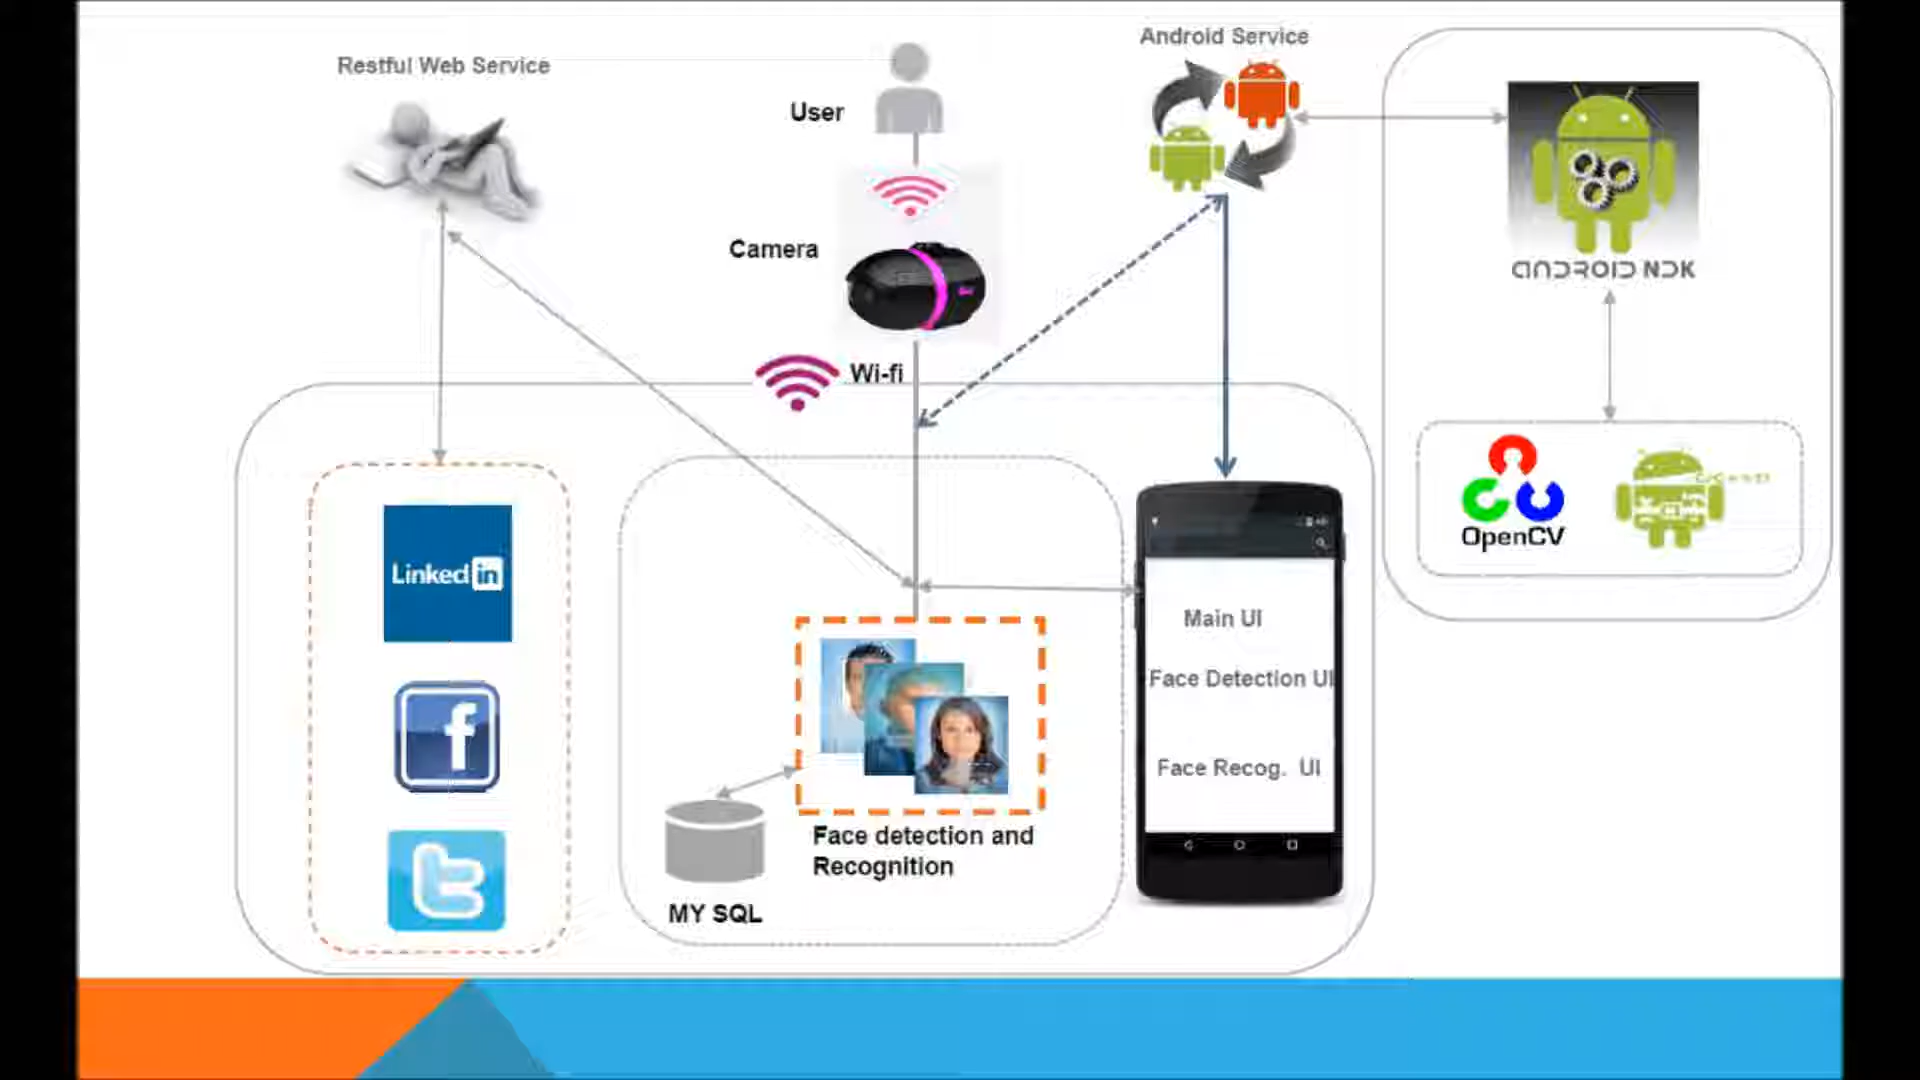 Android Service
Restful Web Service
User
Camera
ANDROID NDK
Wi-fi
OpenCV
Linked in
f
t
Main UI
Face Detection UI
Face Recog. UI
Face detection and
Recognition
MY SQL